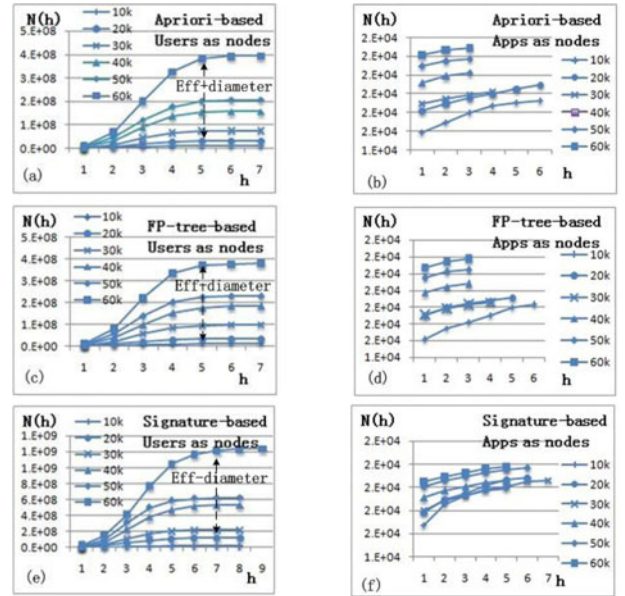 N(h)
10k
20k
30k
40k
50k
60k
Apriori-based
Users as nodes
5.E+08
4.E+08
3.E+08
2.E+08
1.E+08
0.E+00
Eff-diameter
1 2 3 4 5 6 7
(a)
h
N(h)
Apriori-based
Apps as nodes
2.E+04
2.E+04
2.E+04
2.E+04
1.E+04
10k
20k
30k
40k
50k
60k
1 2 3 4 5 6
(b)
h
N(h)
10k
20k
30k
40k
50k
60k
FP-tree-based
Users as nodes
5.E+08
4.E+08
3.E+08
2.E+08
1.E+08
0.E+00
Eff-diameter
1 2 3 4 5 6 7
(c)
h
N(h)
FP-tree-based
Apps as nodes
2.E+04
2.E+04
2.E+04
2.E+04
2.E+04
1.E+04
10k
20k
30k
40k
50k
60k
1 2 3 4 5 6
(d)
h
N(h)
10k
20k
30k
40k
50k
60k
Signature-based
Users as nodes
1.E+09
1.E+09
1.E+09
8.E+08
6.E+08
4.E+08
2.E+08
0.E+00
Eff-diameter
1 2 3 4 5 6 7 8 9
(e)
h
N(h)
Signature-based
Apps as nodes
2.E+04
2.E+04
2.E+04
2.E+04
1.E+04
10k
20k
30k
40k
50k
60k
1 2 3 4 5 6 7
(f)
h